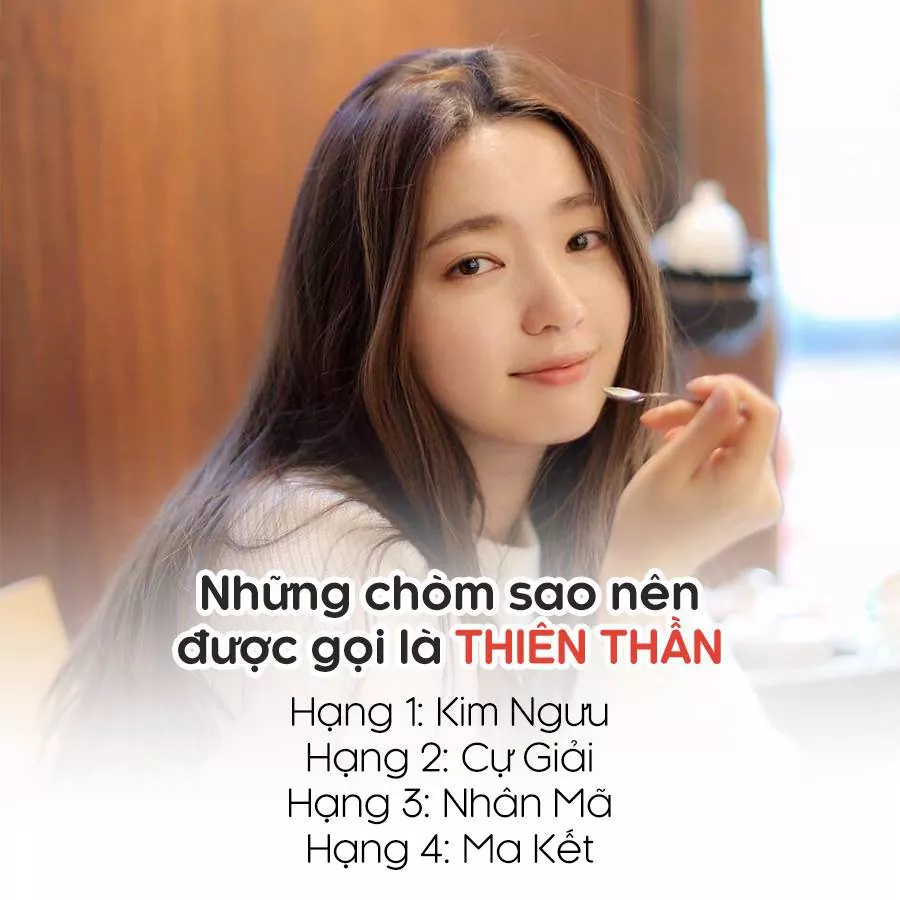 Những chòm sao nên
được gọi là THIÊN THẦN
Hạng 1: Kim Ngưu
Hạng 2: Cự Giải
Hạng 3: Nhân Mã
Hạng 4: Ma Kết